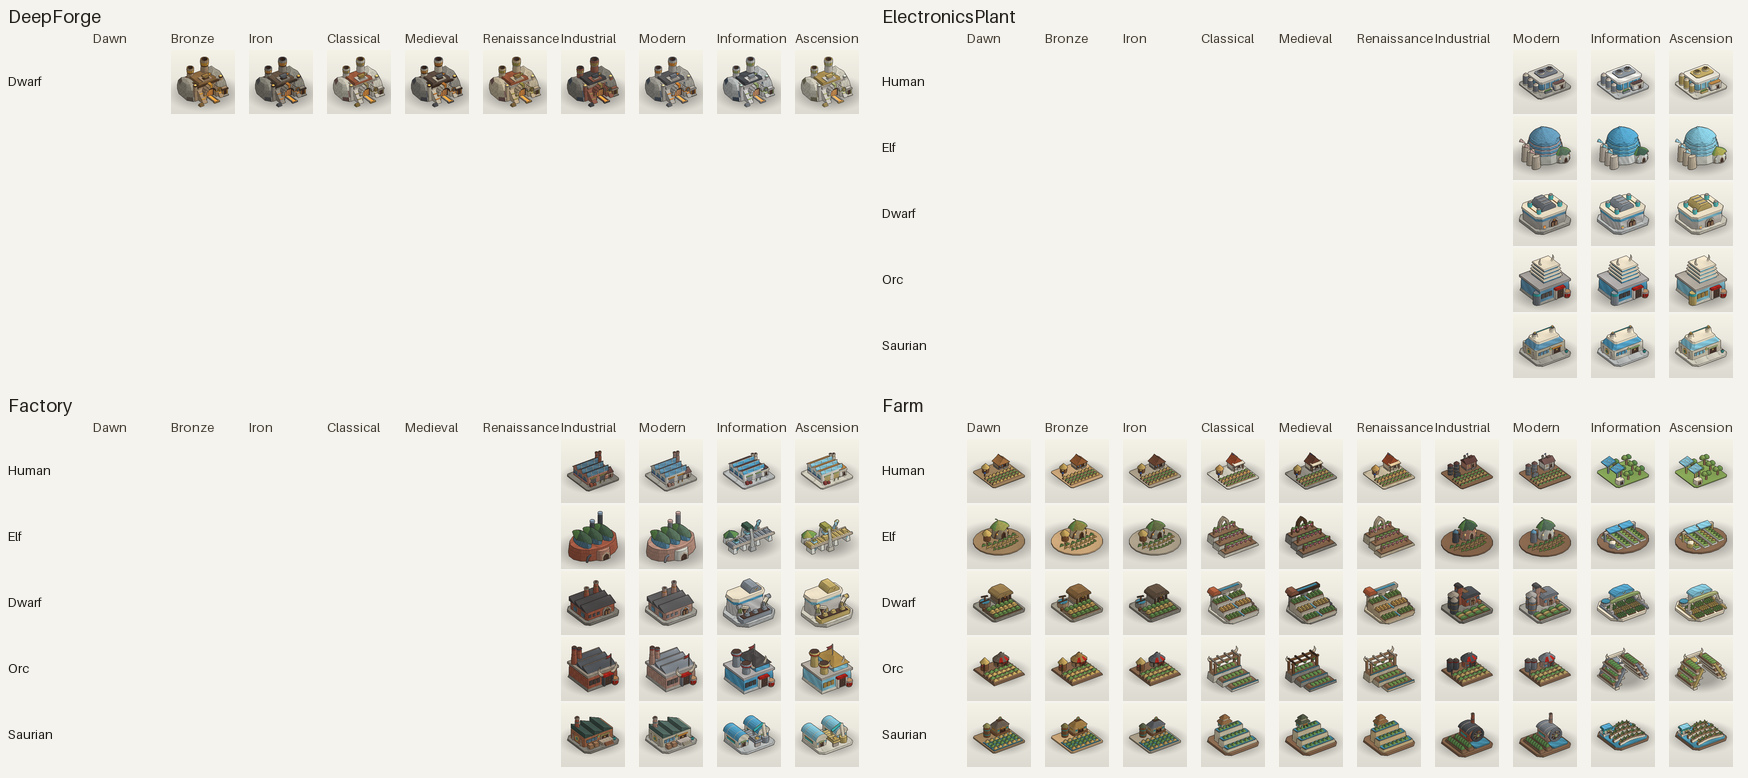 DeepForge
Dawn Bronze Iron Classical Medieval Renaissance Industrial Modern Information Ascension
Dwarf
ElectronicsPlant
Dawn Bronze Iron Classical Medieval Renaissance Industrial Modern Information Ascension
Human
Elf
Dwarf
Orc
Saurian
Factory
Dawn Bronze Iron Classical Medieval Renaissance Industrial Modern Information Ascension
Human
Elf
Dwarf
Orc
Saurian
Farm
Dawn Bronze Iron Classical Medieval Renaissance Industrial Modern Information Ascension
Human
Elf
Dwarf
Orc
Saurian